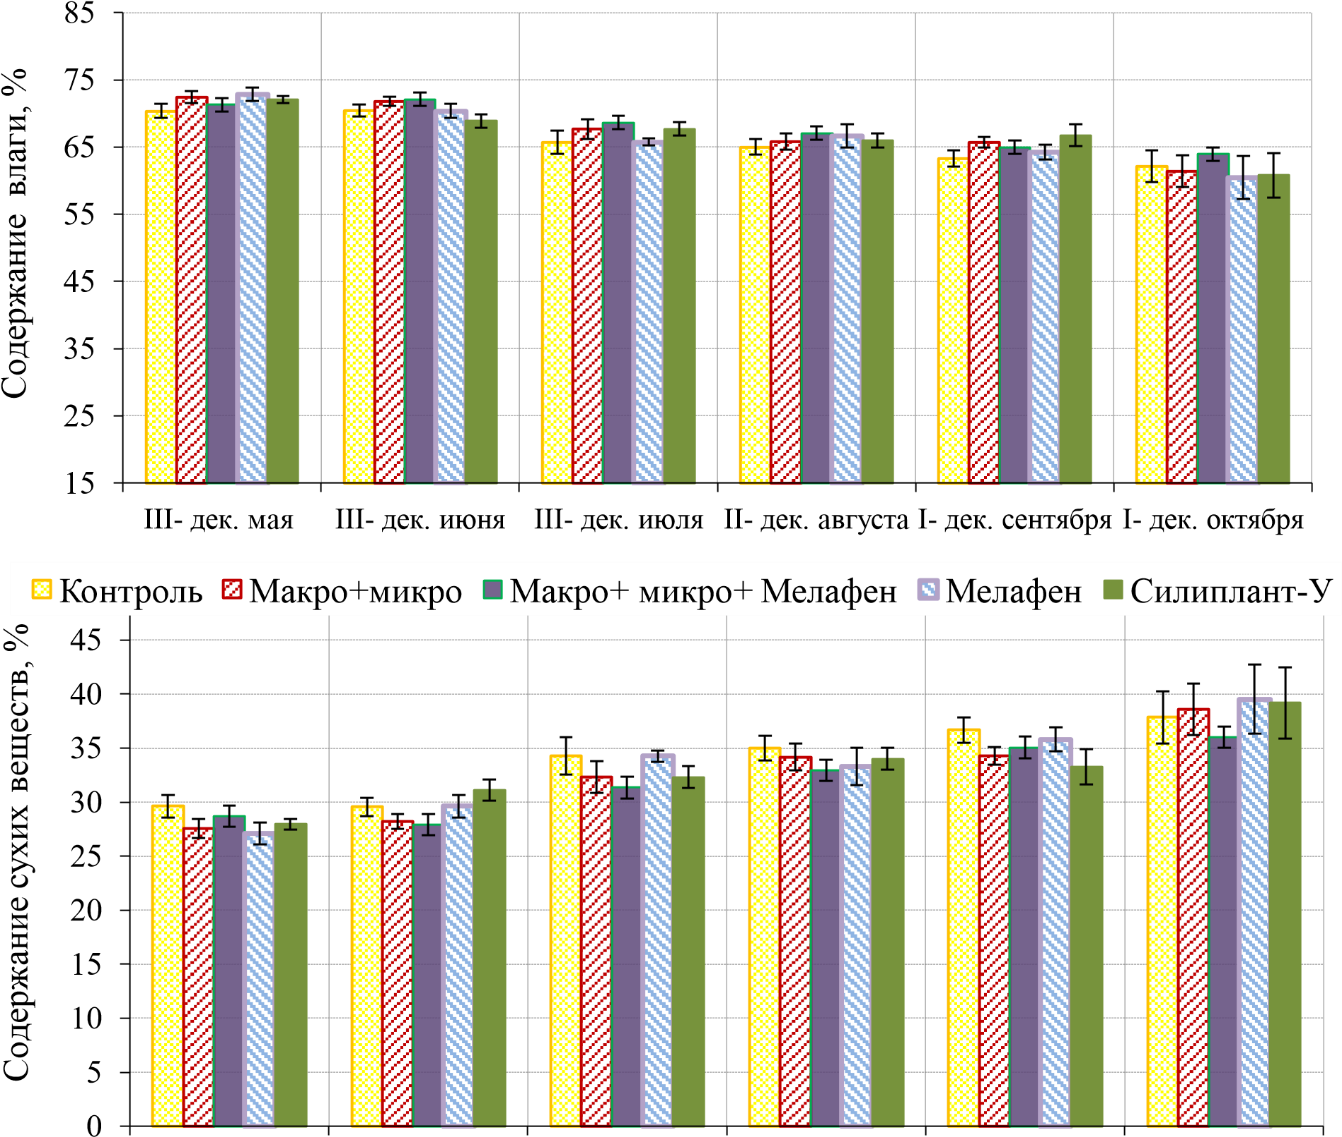 Содержание влаги, %
85
75
65
55
45
35
25
15
III- дек. мая
III- дек. июня
III- дек. июля
II- дек. августа
I- дек. сентября
I- дек. октября
Контроль
Макро+микро
Макро+ микро+ Мелафен
Мелафен
Силиплант-У
Содержание сухих веществ, %
45
40
35
30
25
20
15
10
5
0